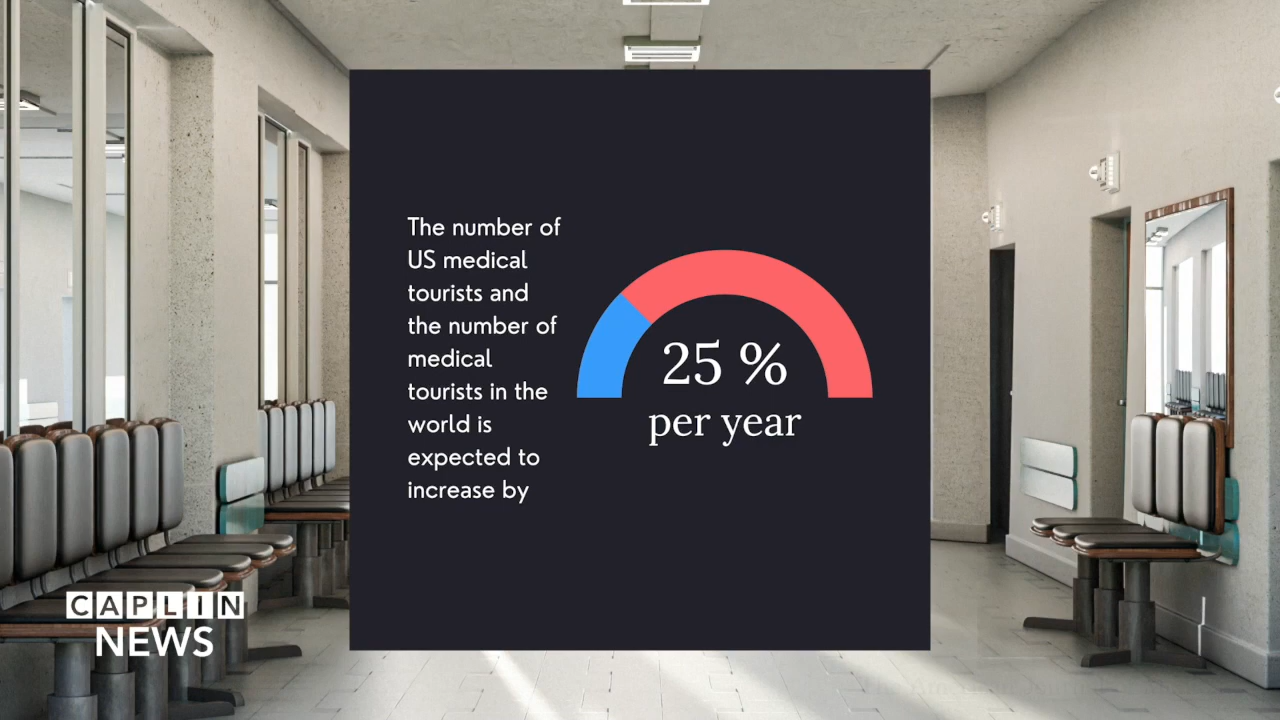 The number of
US medical
tourists and
the number of
medical
tourists in the
world is
expected to
increase by
25 %
per year
CAPLIN
NEWS